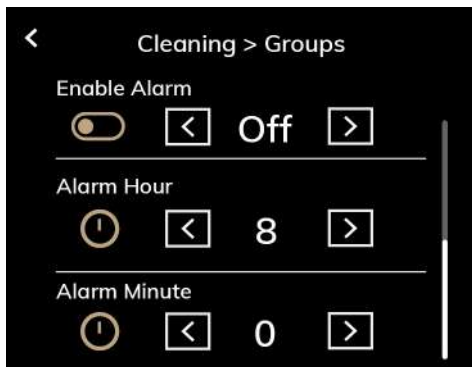 Cleaning > Groups
Enable Alarm
Off
Alarm Hour
8
Alarm Minute
0